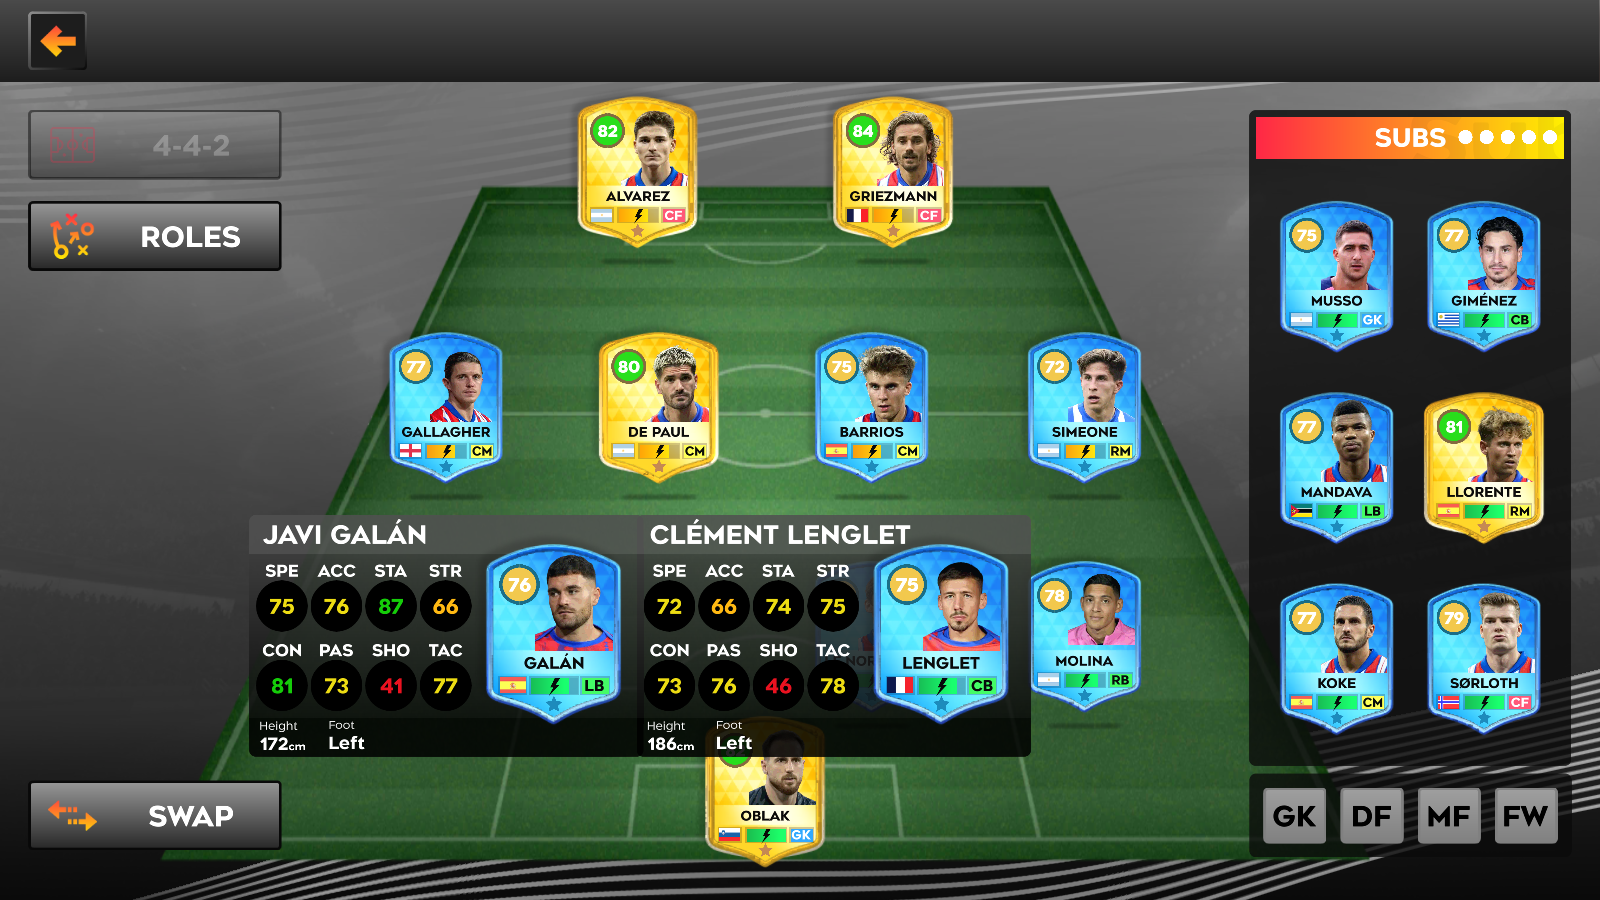 4-4-2
ROLES
82
ALVAREZ
CF
84
GRIEZMANN
CF
SUBS
75
MUSSO
GK
77
GIMÉNEZ
CB
77
GALLAGHER
CM
80
DE PAUL
CM
75
BARRIOS
CM
72
SIMEONE
RM
77
MANDAVA
LB
81
LLORENTE
RM
JAVI GALÁN
SPE ACC STA STR
75 76 87 66
CON PAS SHO TAC
81 73 41 77
Height Foot
172cm Left
76
GALÁN
LB
CLÉMENT LENGLET
SPE ACC STA STR
72 66 74 75
CON PAS SHO TAC
73 76 46 78
Height Foot
186cm Left
75
LENGLET
CB
78
MOLINA
RB
77
KOKE
CM
79
SØRLOTH
CF
OBLAK
GK
SWAP
GK DF MF FW